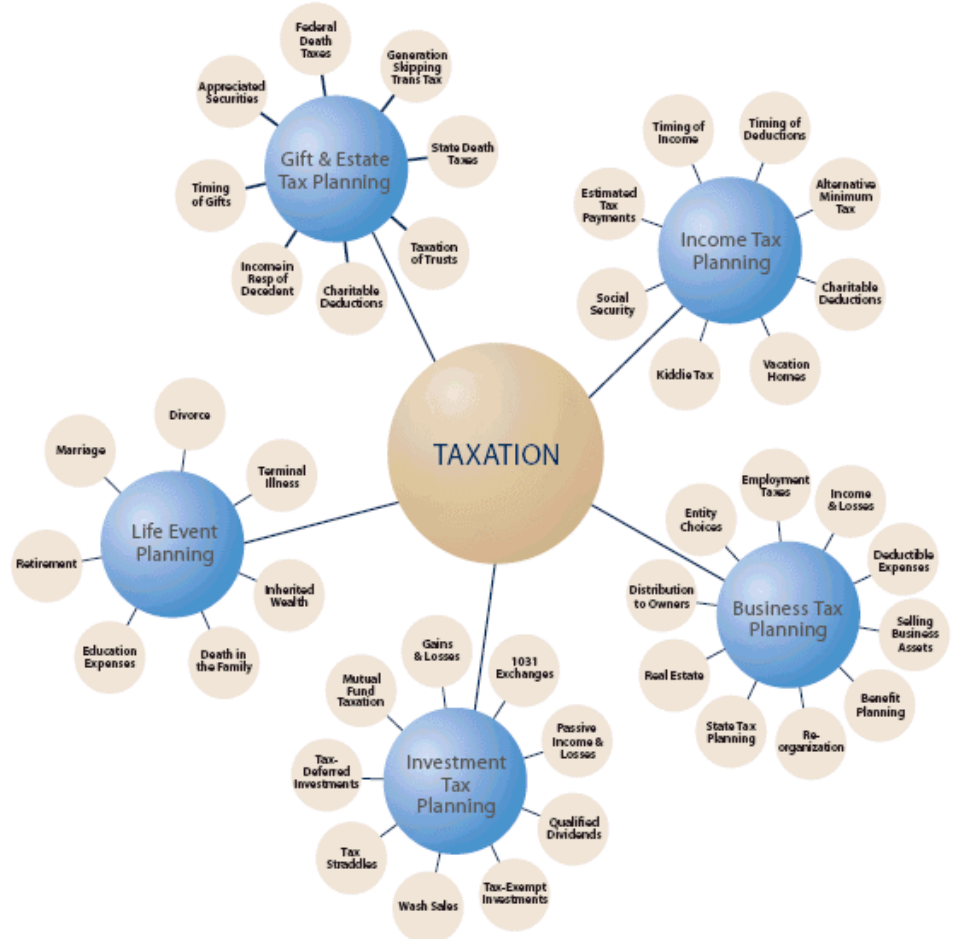 Federal
Death
Taxes
Generation
Skipping
Trans Tax
Appreciated
Securities
State Death
Taxes
Gift & Estate
Tax Planning
Timing
of Gifts
Taxation
of Trusts
Income in
Resp of
Decedent
Charitable
Deductions
Timing of
Income
Timing of
Deductions
Estimated
Tax
Payments
Alternative
Minimum
Tax
Income Tax
Planning
Social
Security
Charitable
Deductions
Kiddie Tax
Vacation
Homes
TAXATION
Divorce
Marriage
Terminal
Illness
Life Event
Planning
Retirement
Inherited
Wealth
Education
Expenses
Death in
the Family
Employment
Taxes
Income
& Losses
Entity
Choices
Deductible
Expenses
Distribution
to Owners
Business Tax
Planning
Selling
Business
Assets
Real Estate
Benefit
Planning
State Tax
Planning
Re-
organization
Gains
& Losses
1031
Exchanges
Mutual
Fund
Taxation
Passive
Income &
Losses
Tax-
Deferred
Investments
Investment
Tax
Planning
Qualified
Dividends
Tax
Straddles
Wash Sales
Tax-Exempt
Investments